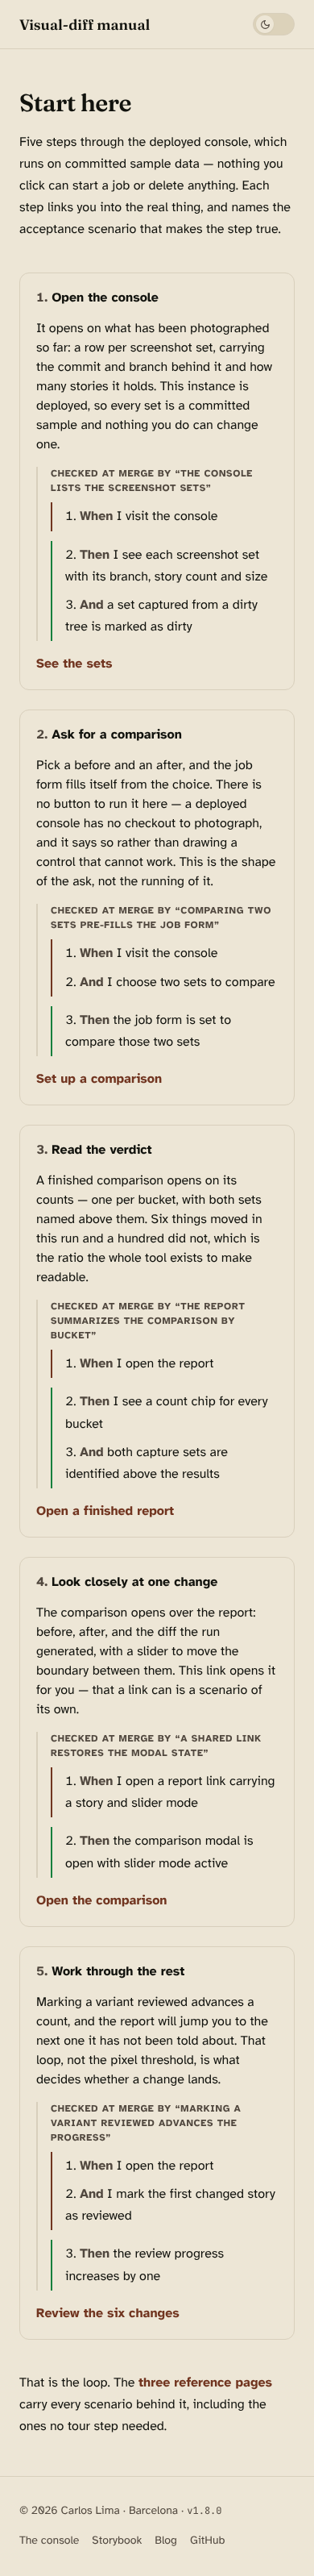 Visual-diff manual
Start here
Five steps through the deployed console, which
runs on committed sample data — nothing you
click can start a job or delete anything. Each
step links you into the real thing, and names the
acceptance scenario that makes the step true.
1. Open the console
It opens on what has been photographed
so far: a row per screenshot set, carrying
the commit and branch behind it and how
many stories it holds. This instance is
deployed, so every set is a committed
sample and nothing you do can change
one.
CHECKED AT MERGE BY “THE CONSOLE
LISTS THE SCREENSHOT SETS”
1. When I visit the console
2. Then I see each screenshot set
with its branch, story count and size
3. And a set captured from a dirty
tree is marked as dirty
See the sets
2. Ask for a comparison
Pick a before and an after, and the job
form fills itself from the choice. There is
no button to run it here — a deployed
console has no checkout to photograph,
and it says so rather than drawing a
control that cannot work. This is the shape
of the ask, not the running of it.
CHECKED AT MERGE BY “COMPARING TWO
SETS PRE-FILLS THE JOB FORM”
1. When I visit the console
2. And I choose two sets to compare
3. Then the job form is set to
compare those two sets
Set up a comparison
3. Read the verdict
A finished comparison opens on its
counts — one per bucket, with both sets
named above them. Six things moved in
this run and a hundred did not, which is
the ratio the whole tool exists to make
readable.
CHECKED AT MERGE BY “THE REPORT
SUMMARIZES THE COMPARISON BY
BUCKET”
1. When I open the report
2. Then I see a count chip for every
bucket
3. And both capture sets are
identified above the results
Open a finished report
4. Look closely at one change
The comparison opens over the report:
before, after, and the diff the run
generated, with a slider to move the
boundary between them. This link opens it
for you — that a link can is a scenario of
its own.
CHECKED AT MERGE BY “A SHARED LINK
RESTORES THE MODAL STATE”
1. When I open a report link carrying
a story and slider mode
2. Then the comparison modal is
open with slider mode active
Open the comparison
5. Work through the rest
Marking a variant reviewed advances a
count, and the report will jump you to the
next one it has not been told about. That
loop, not the pixel threshold, is what
decides whether a change lands.
CHECKED AT MERGE BY “MARKING A
VARIANT REVIEWED ADVANCES THE
PROGRESS”
1. When I open the report
2. And I mark the first changed story
as reviewed
3. Then the review progress
increases by one
Review the six changes
That is the loop. The three reference pages
carry every scenario behind it, including the
ones no tour step needed.
© 2026 Carlos Lima · Barcelona · v1.8.0
The console Storybook Blog GitHub